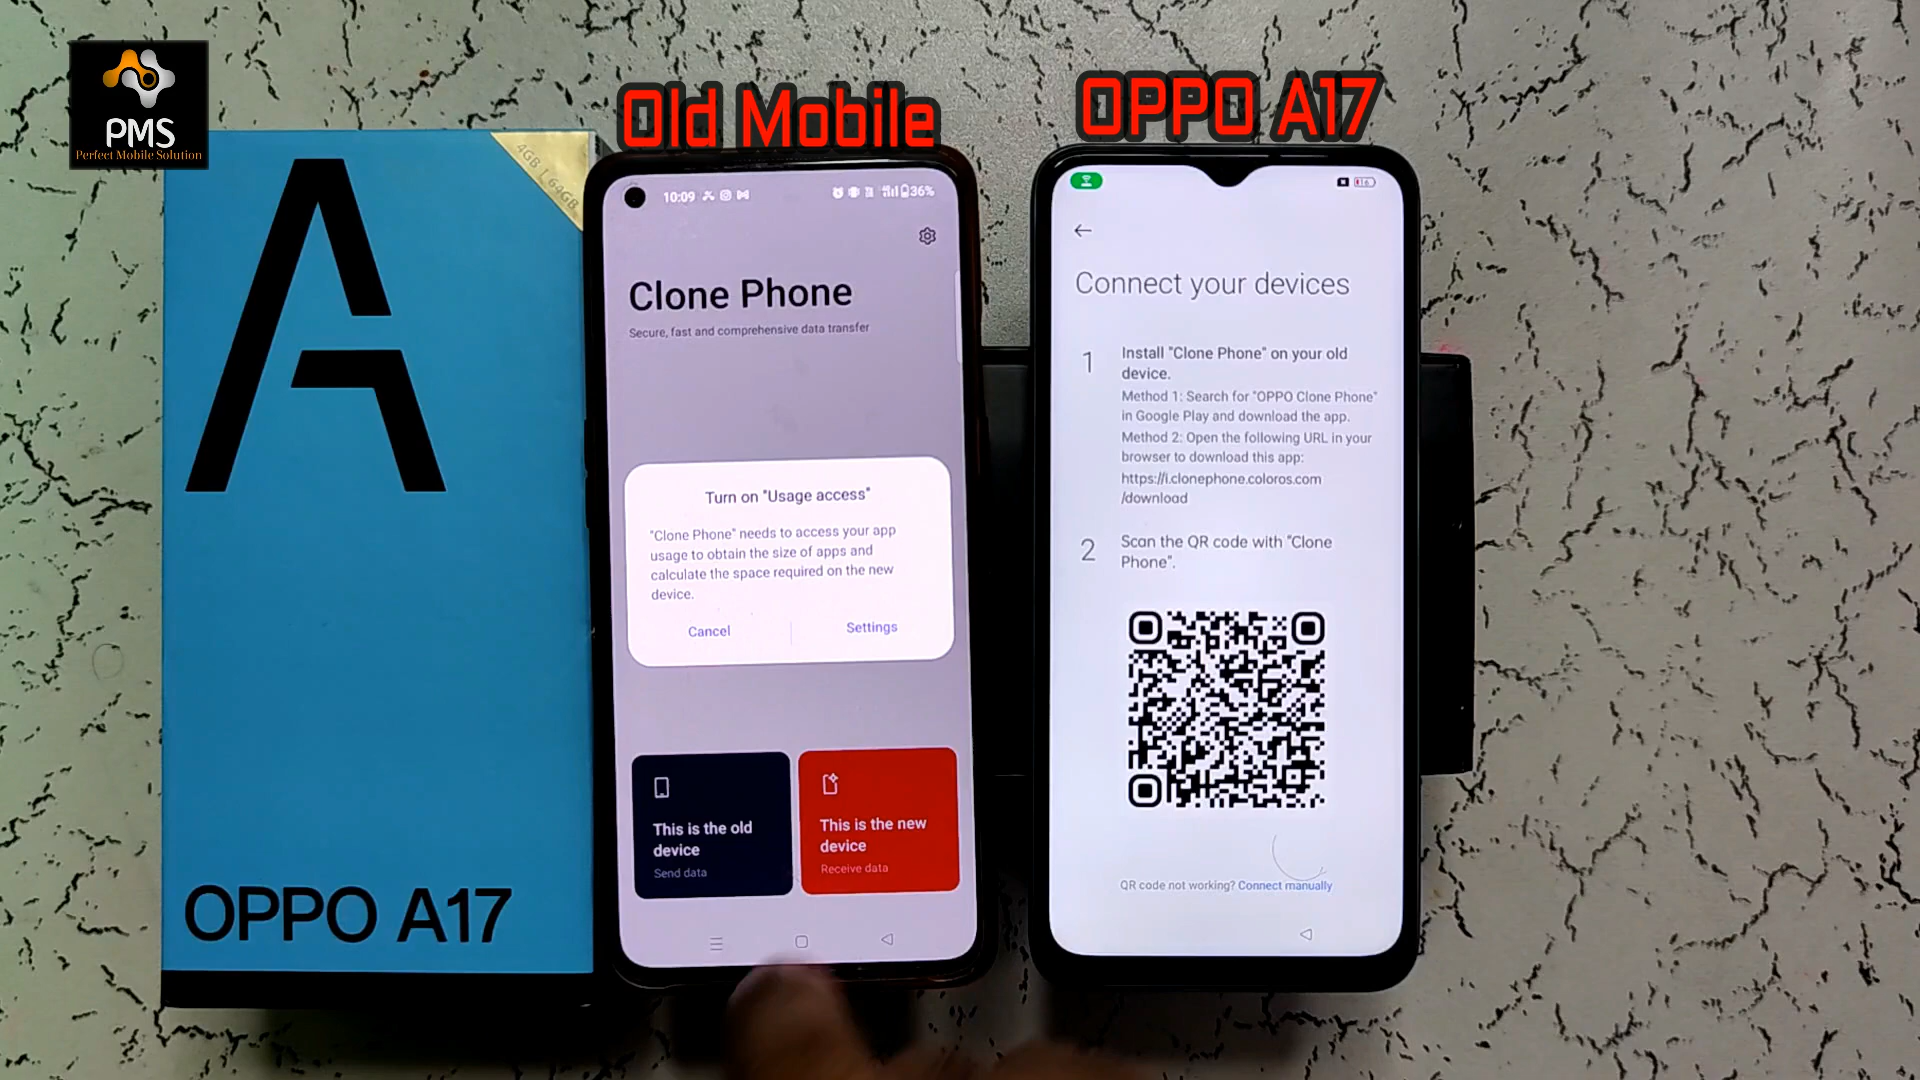 PMS
Perfect Mobile Solution
Old Mobile
OPPO A17
4GB | 64GB
OPPO A17
10:09
36%
Clone Phone
Secure, fast and comprehensive data transfer
Turn on "Usage access"
"Clone Phone" needs to access your app
usage to obtain the size of apps and
calculate the space required on the new
device.
Cancel
Settings
This is the old
device
Send data
This is the new
device
Receive data
16
Connect your devices
1
Install "Clone Phone" on your old
device.
Method 1: Search for "OPPO Clone Phone"
in Google Play and download the app.
Method 2: Open the following URL in your
browser to download this app:
https://i.clonephone.coloros.com
/download
2
Scan the QR code with "Clone
Phone".
QR code not working? Connect manually